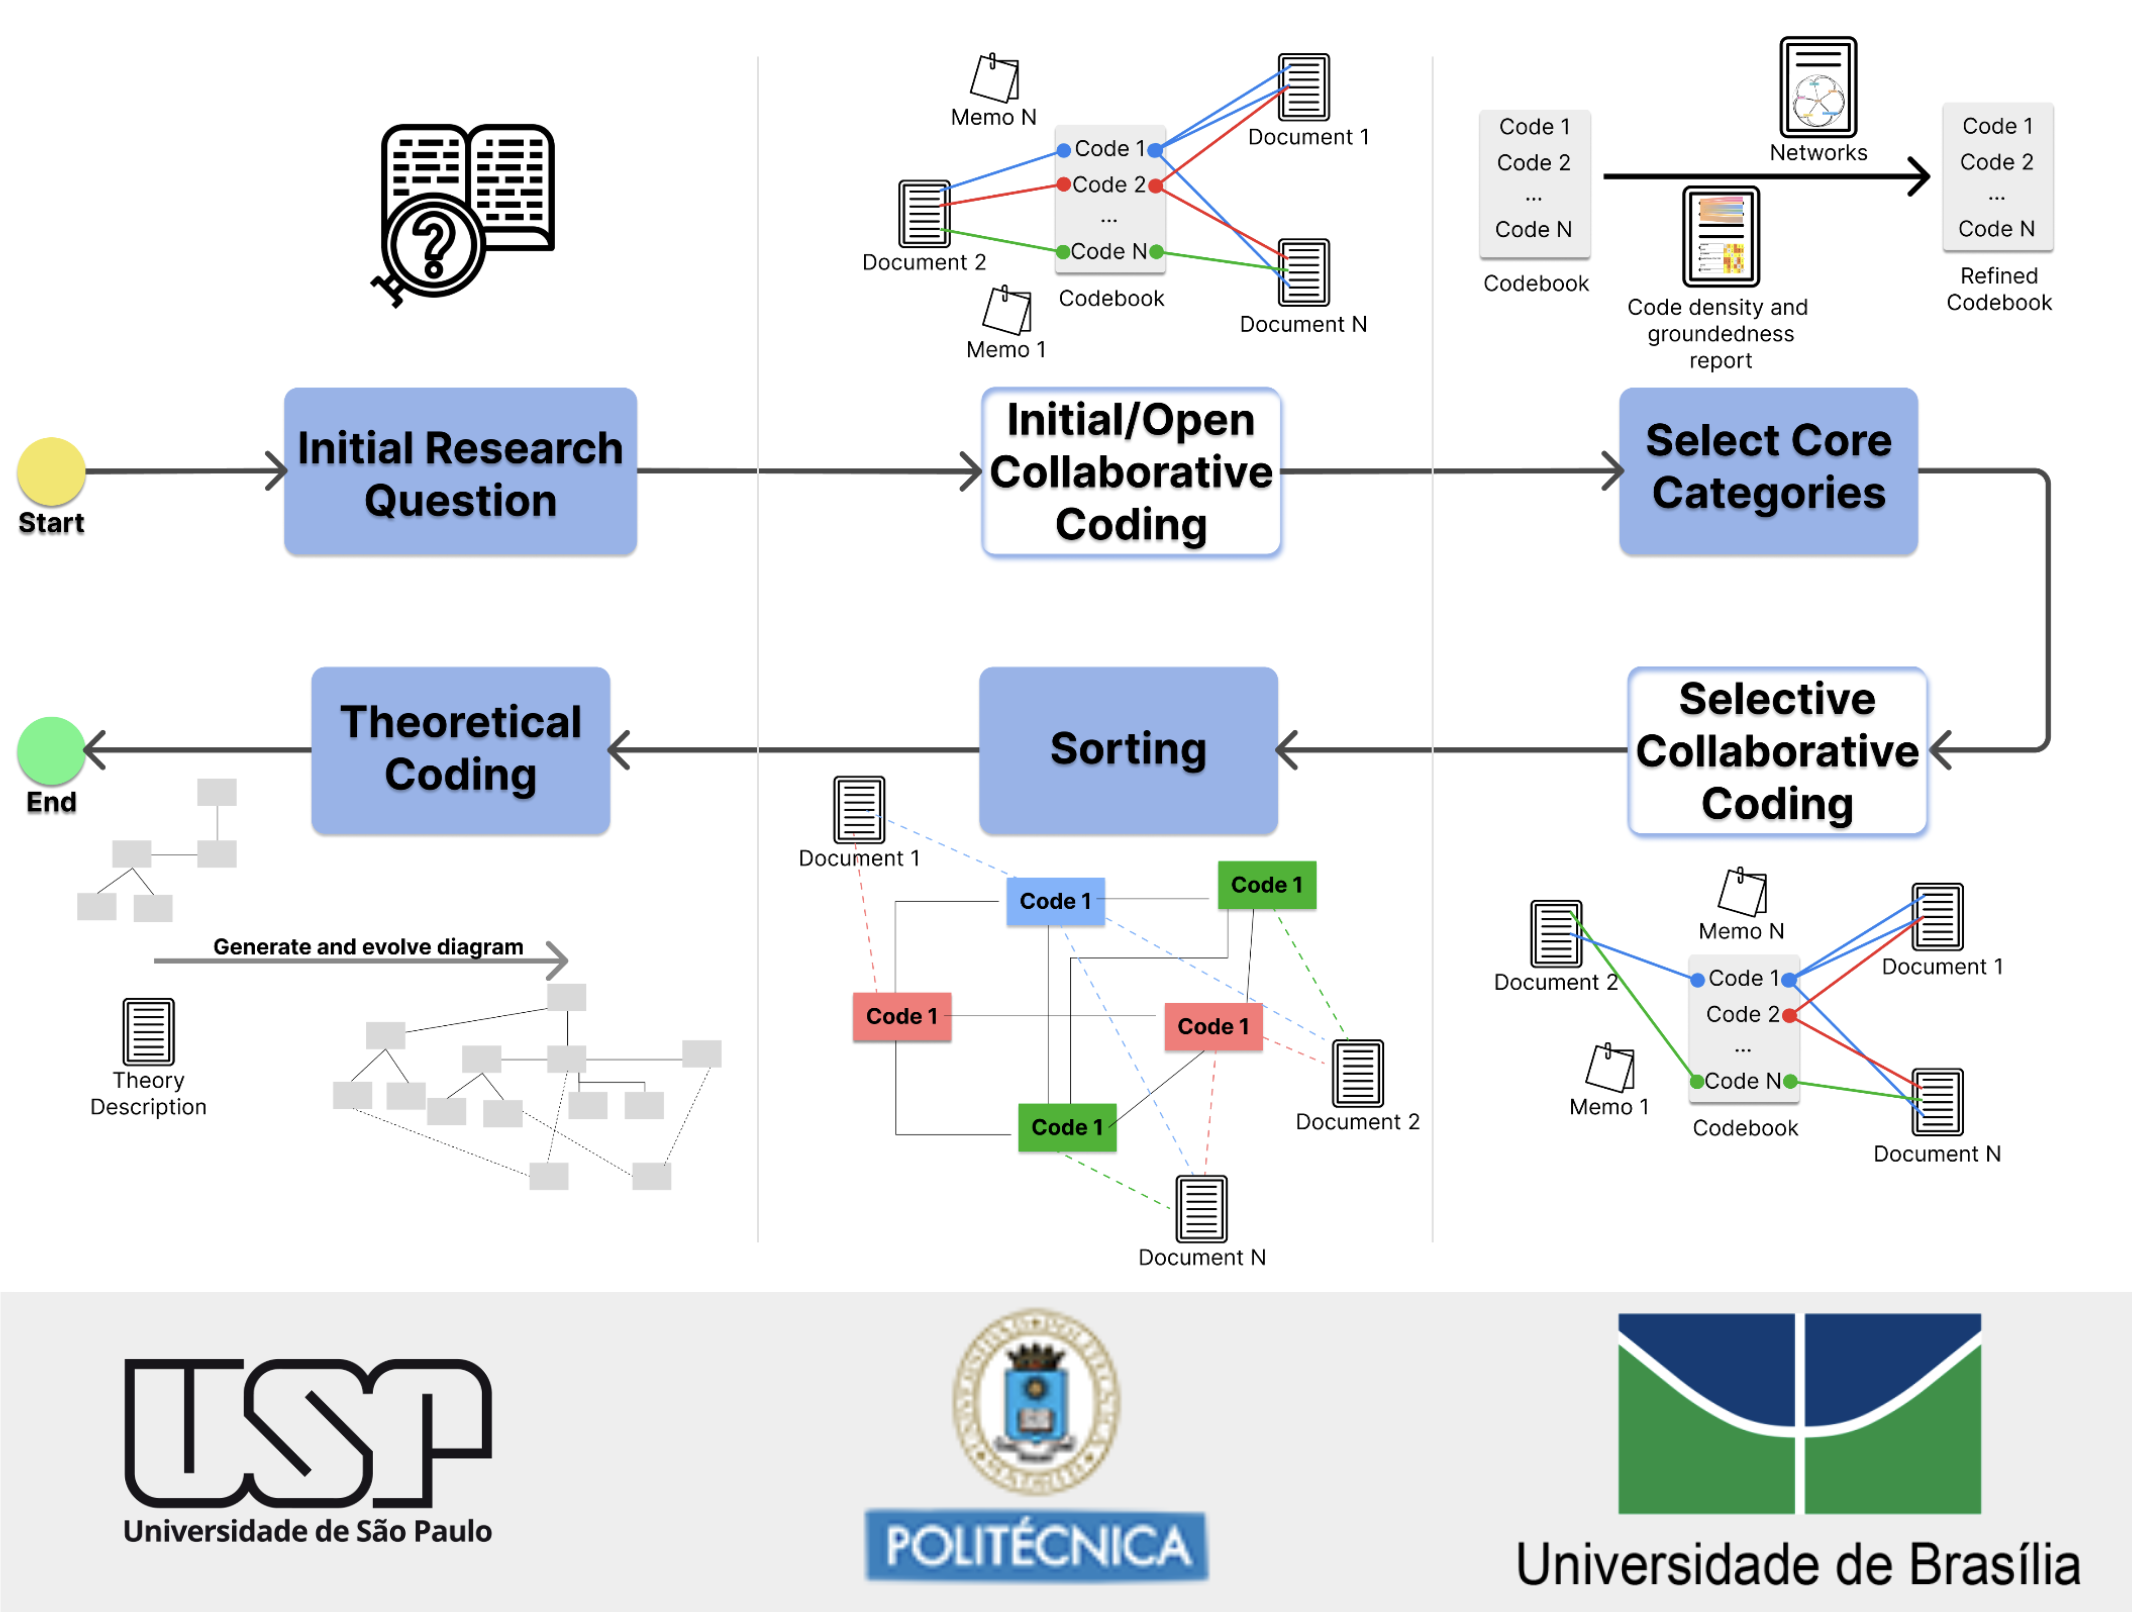 Memo N
Document 1
Code 1
Code 2
...
Code N
Codebook
Document 2
Memo 1
Document N
Code 1
Code 2
...
Code N
Codebook
Networks
Code density and
groundedness
report
Code 1
Code 2
...
Code N
Refined
Codebook
Start
Initial Research
Question
Initial/Open
Collaborative
Coding
Select Core
Categories
End
Theoretical
Coding
Sorting
Selective
Collaborative
Coding
Generate and evolve diagram
Theory
Description
Document 1
Code 1
Code 1
Code 1
Code 1
Code 1
Document 2
Document N
Memo N
Document 2
Document 1
Code 1
Code 2
...
Code N
Codebook
Memo 1
Document N
USP
Universidade de São Paulo
POLITÉCNICA
Universidade de Brasília